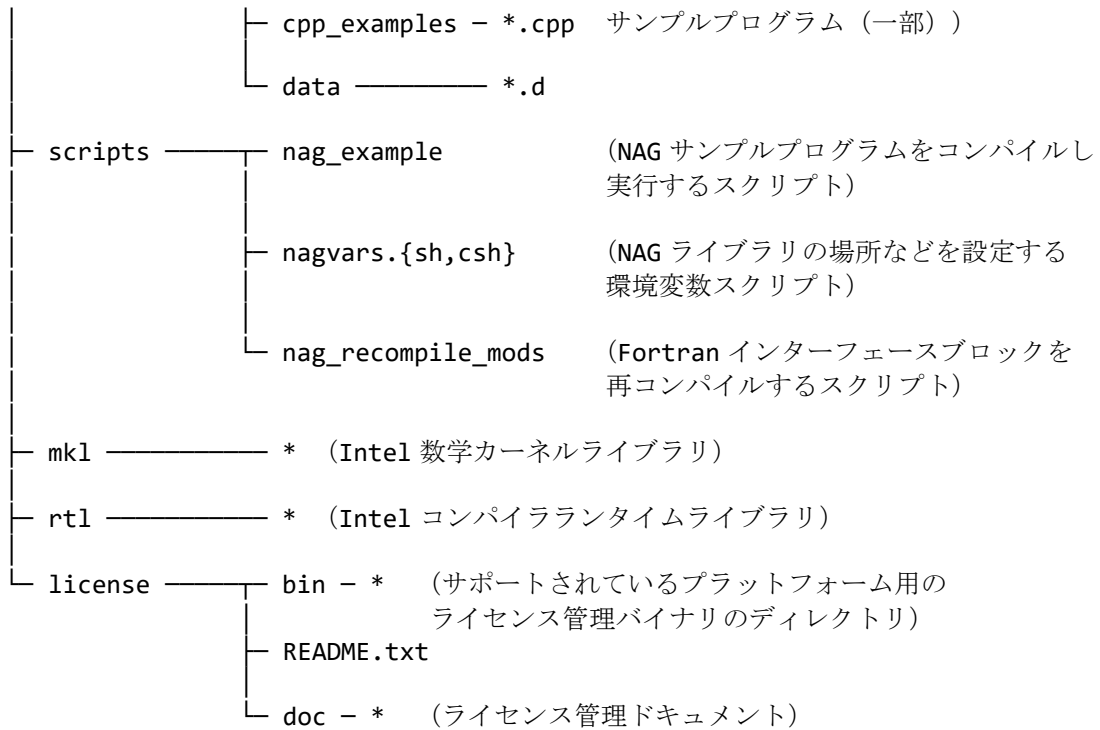 cpp_examples － *.cpp サンプルプログラム（一部））
data ───── *.d
scripts nag_example （NAG サンプルプログラムをコンパイルし
実行するスクリプト）
nagvars.{sh,csh} （NAG ライブラリの場所などを設定する
環境変数スクリプト）
nag_recompile_mods （Fortran インターフェースブロックを
再コンパイルするスクリプト）
mkl ────── * （Intel 数学カーネルライブラリ）
rtl ────── * （Intel コンパイラランタイムライブラリ）
license bin － * （サポートされているプラットフォーム用の
ライセンス管理バイナリのディレクトリ）
README.txt
doc － * （ライセンス管理ドキュメント）